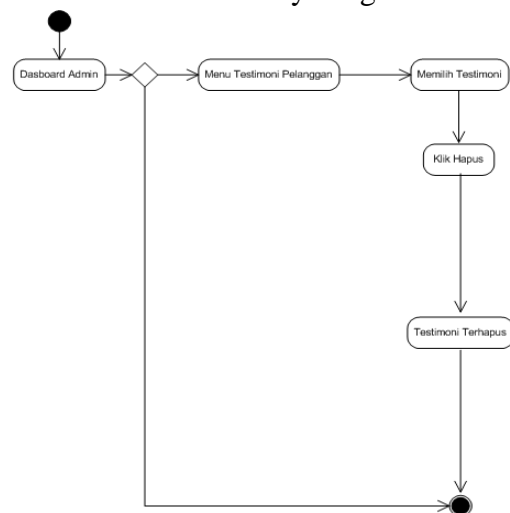 Dasboard Admin
Menu Testimoni Pelanggan
Memilih Testimoni
Klik Hapus
Testimoni Terhapus